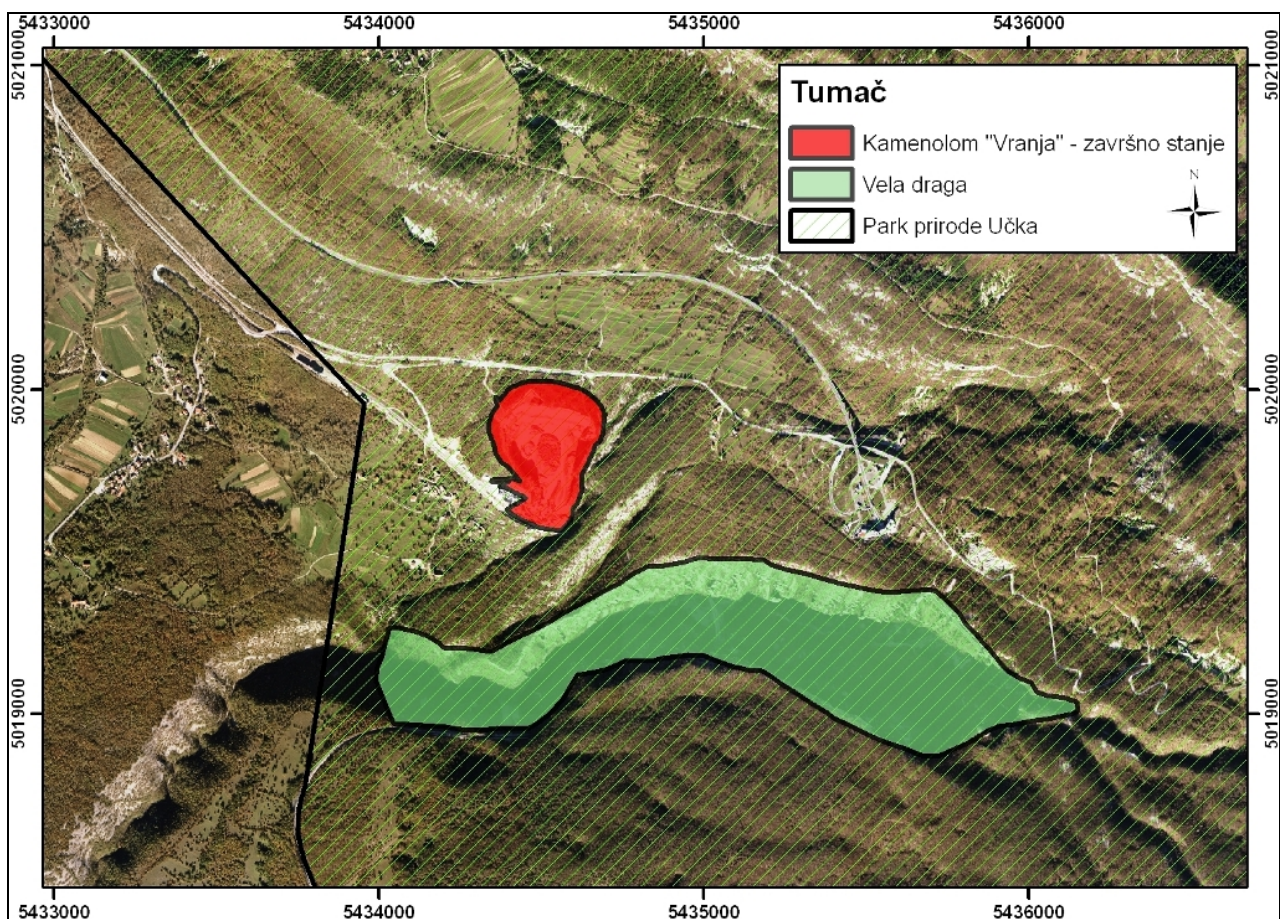 5433000 5434000 5435000 5436000
5021000 5021000
Tumač
Kamenolom "Vranja" - završno stanje
Vela draga
N
Park prirode Učka
5020000 5020000
5019000 5019000
5433000 5434000 5435000 5436000